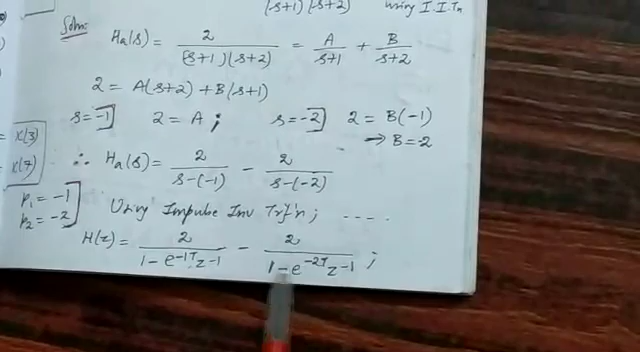 (s+1)(s+2) using I.I.Tn
Soln: Ha(s) = 2/((s+1)(s+2)) = A/(s+1) + B/(s+2)
2 = A(s+2) + B(s+1)
s=-1] 2 = A; s=-2] 2 = B(-1)
→ B=-2
x(3)
∴ Ha(s) = 2/(s-(-1)) - 2/(s-(-2))
x(7)
p1 = -1
p2 = -2]
Using Impulse Inv Trf'n; ....
H(z) = 2/(1-e^-1T z-1) - 2/(1-e^-2T z-1) ;